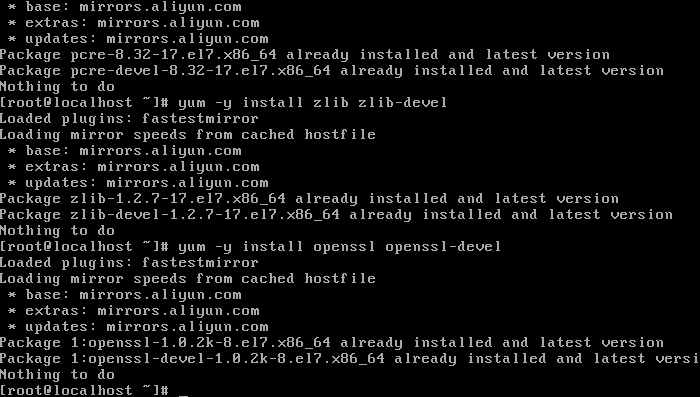 * base: mirrors.aliyun.com
* extras: mirrors.aliyun.com
* updates: mirrors.aliyun.com
Package pcre-8.32-17.el7.x86_64 already installed and latest version
Package pcre-devel-8.32-17.el7.x86_64 already installed and latest version
Nothing to do
[root@localhost ~]# yum -y install zlib zlib-devel
Loaded plugins: fastestmirror
Loading mirror speeds from cached hostfile
* base: mirrors.aliyun.com
* extras: mirrors.aliyun.com
* updates: mirrors.aliyun.com
Package zlib-1.2.7-17.el7.x86_64 already installed and latest version
Package zlib-devel-1.2.7-17.el7.x86_64 already installed and latest version
Nothing to do
[root@localhost ~]# yum -y install openssl openssl-devel
Loaded plugins: fastestmirror
Loading mirror speeds from cached hostfile
* base: mirrors.aliyun.com
* extras: mirrors.aliyun.com
* updates: mirrors.aliyun.com
Package 1:openssl-1.0.2k-8.el7.x86_64 already installed and latest version
Package 1:openssl-devel-1.0.2k-8.el7.x86_64 already installed and latest versi
Nothing to do
[root@localhost ~]# _